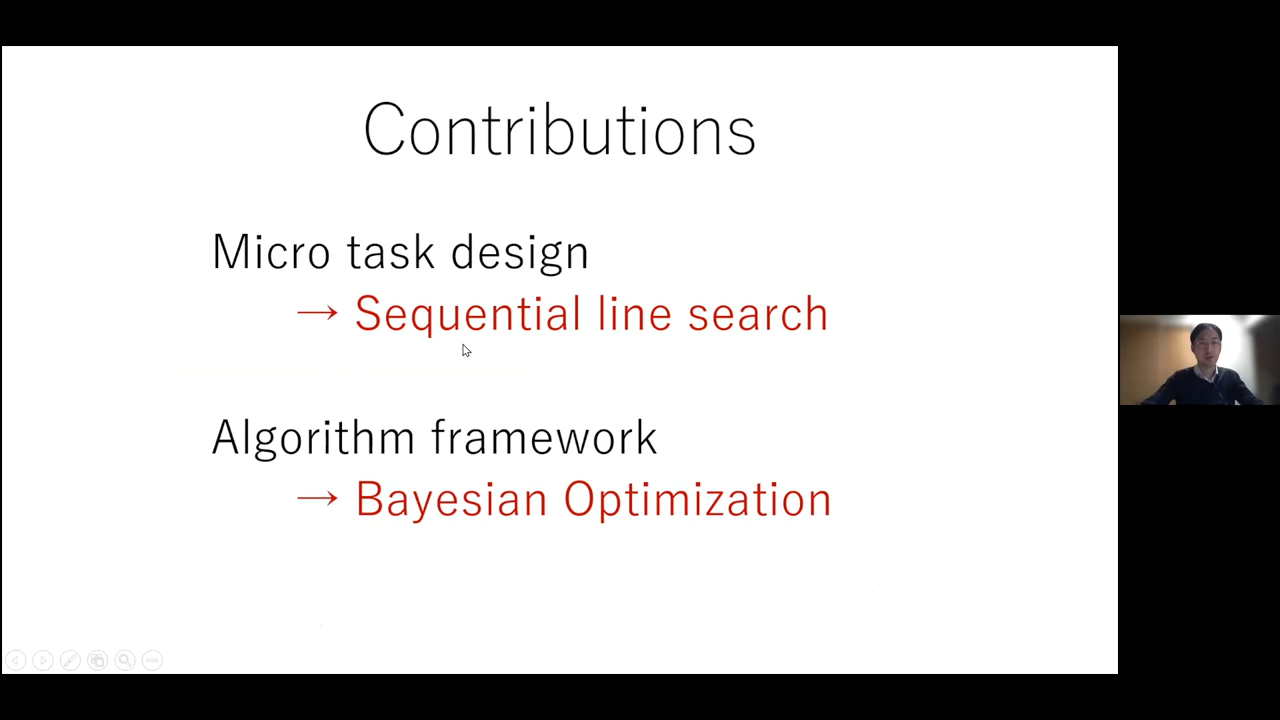 Contributions
Micro task design
→ Sequential line search
Algorithm framework
→ Bayesian Optimization